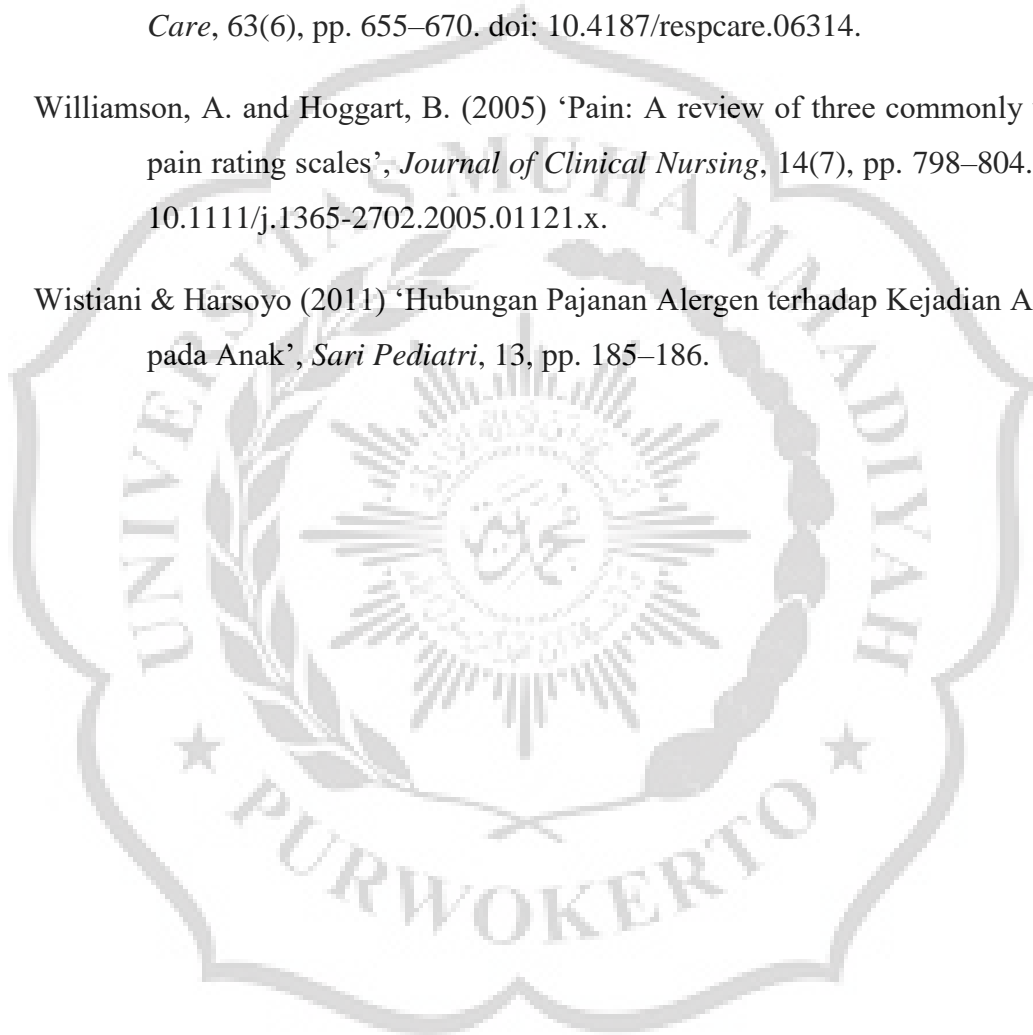 Care, 63(6), pp. 655–670. doi: 10.4187/respcare.06314.
Williamson, A. and Hoggart, B. (2005) ‘Pain: A review of three commonly
pain rating scales’, Journal of Clinical Nursing, 14(7), pp. 798–804.
10.1111/j.1365-2702.2005.01121.x.
Wistiani & Harsoyo (2011) ‘Hubungan Pajanan Alergen terhadap Kejadian A
pada Anak’, Sari Pediatri, 13, pp. 185–186.
UNIVERSITAS MUHAMMADIYAH
PURWOKERTO